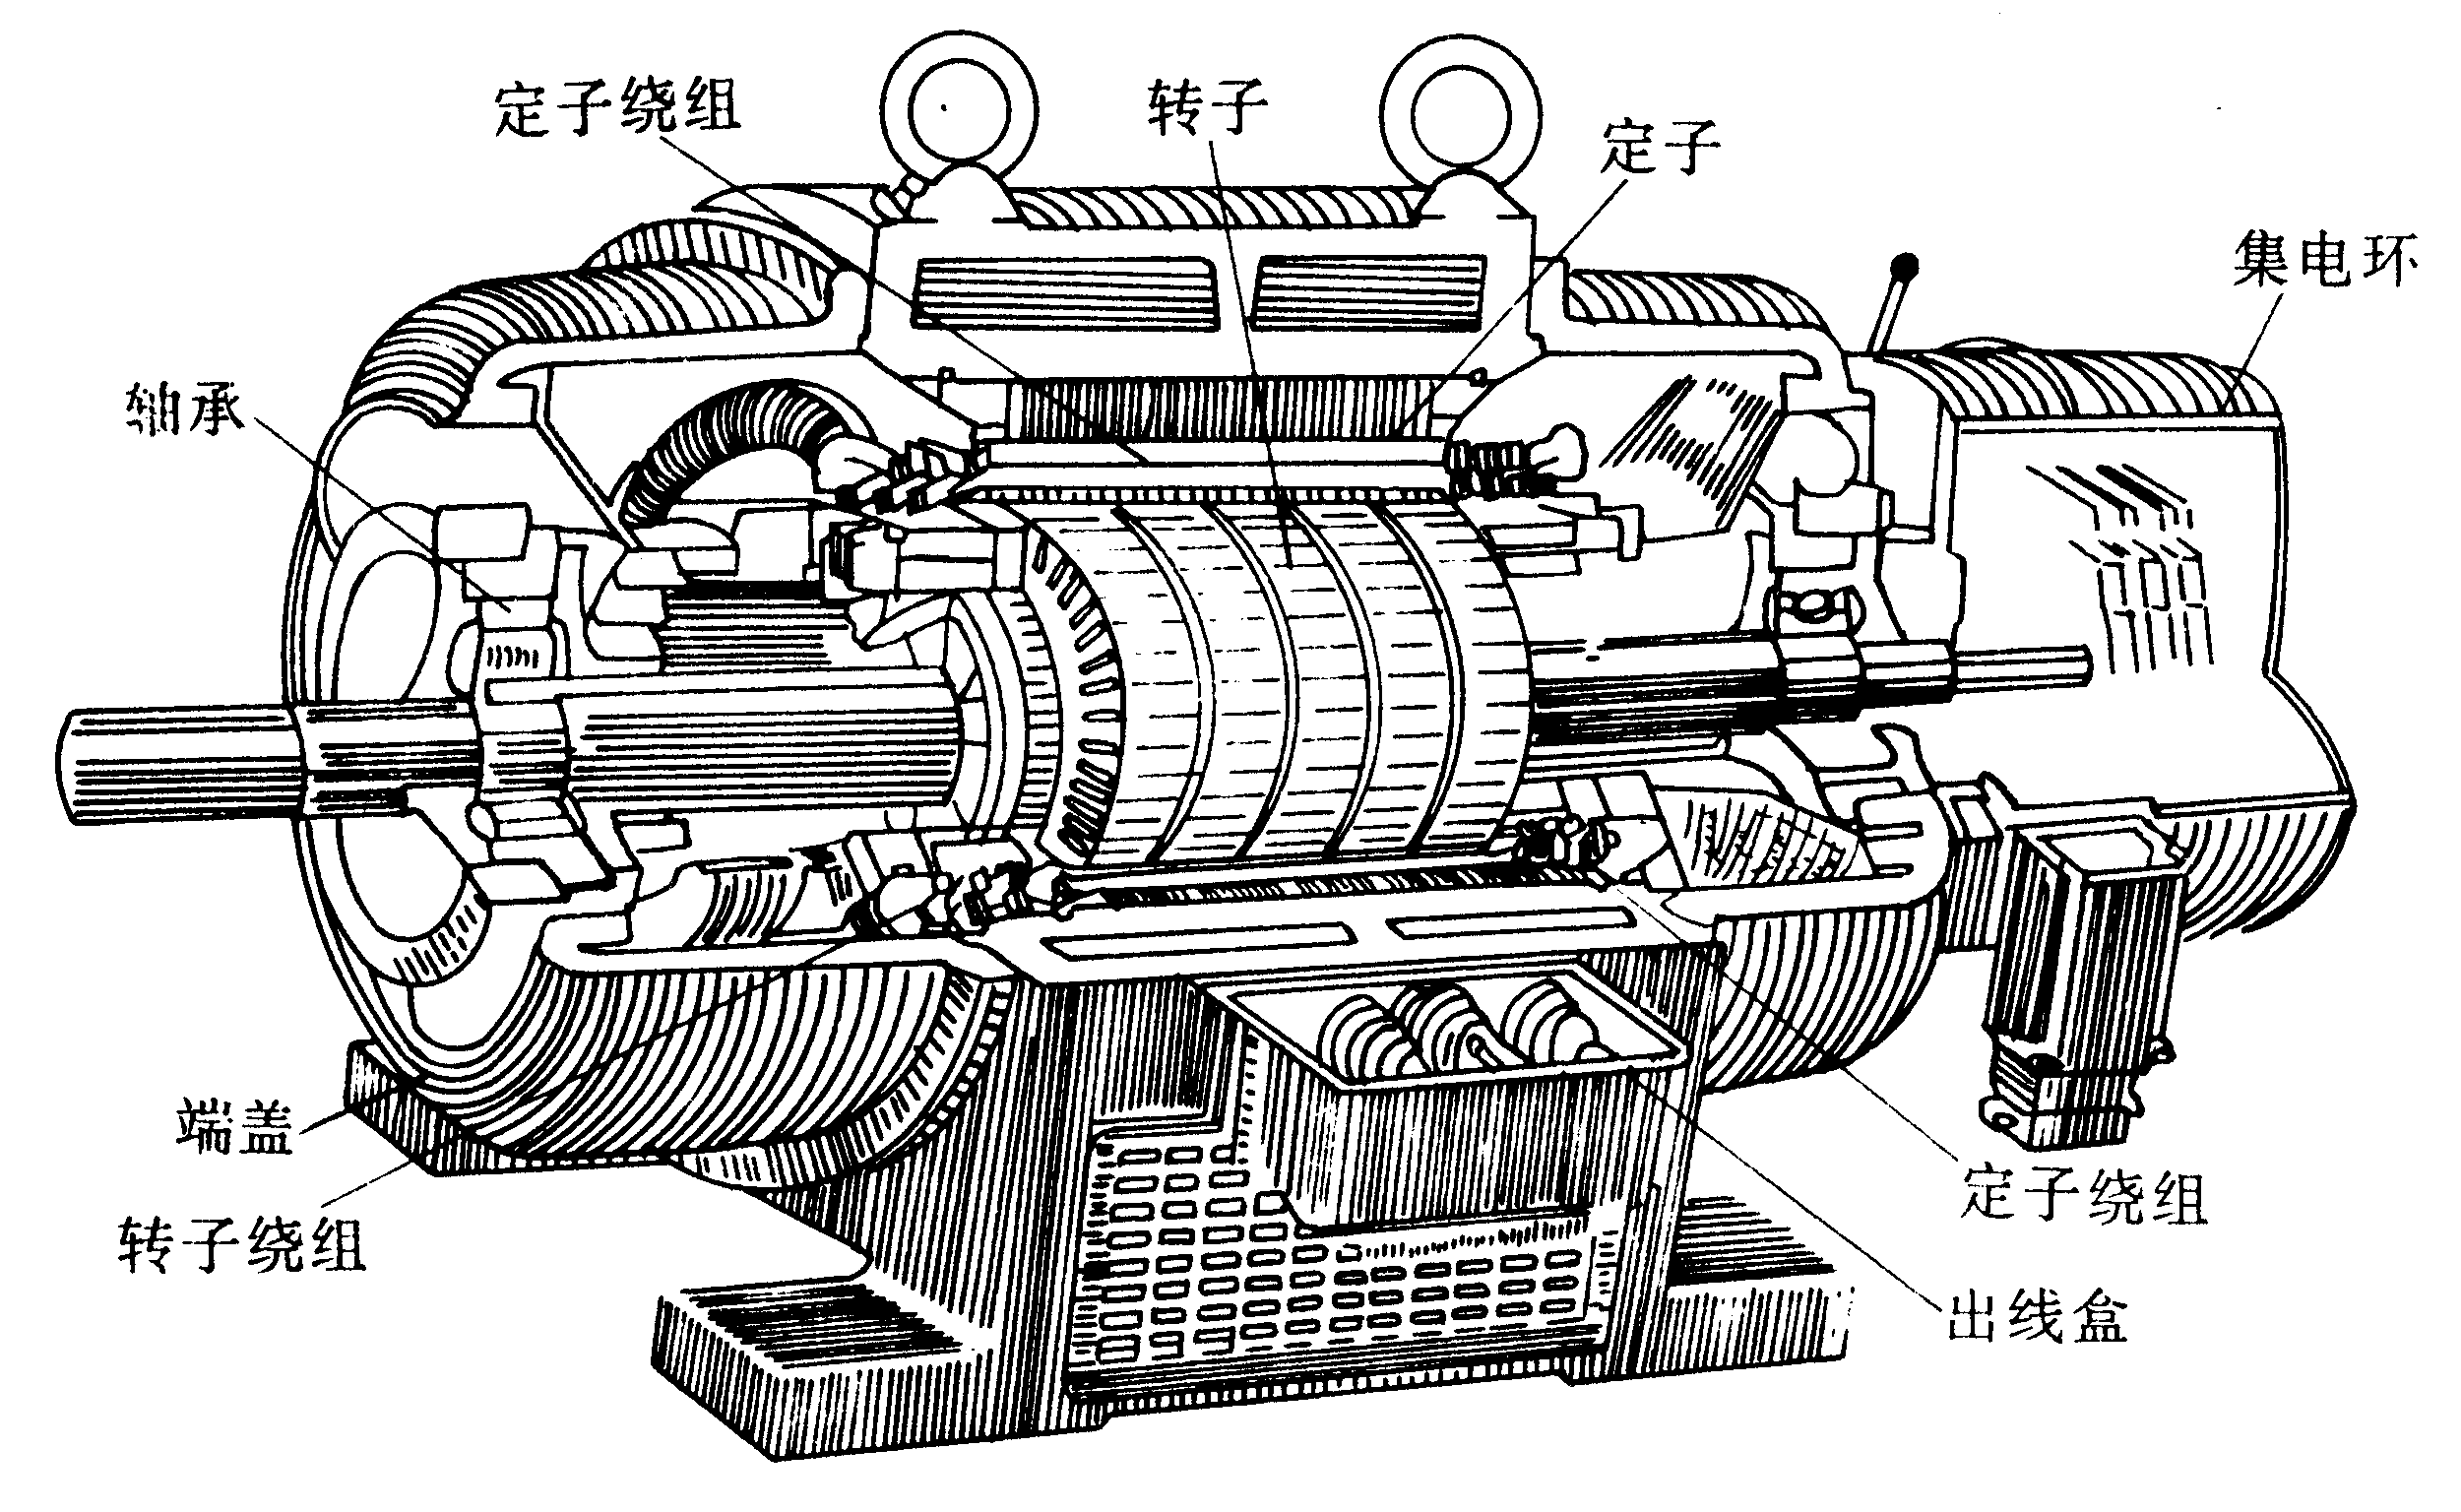 定子绕组
转子
定子
集电环
轴承
端盖
转子绕组
定子绕组
出线盒